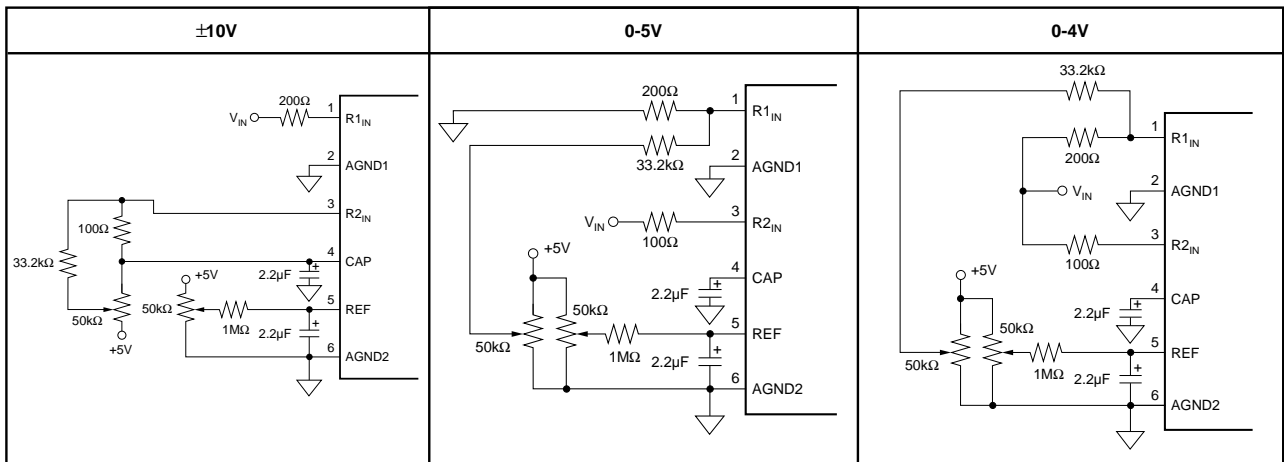 ±10V
200Ω
V_IN
1
R1_IN
2
AGND1
3
R2_IN
100Ω
33.2kΩ
4
CAP
2.2µF
+
+5V
50kΩ
5
REF
50kΩ
1MΩ
2.2µF
+
+5V
6
AGND2
0-5V
200Ω
1
R1_IN
33.2kΩ
2
AGND1
V_IN
3
R2_IN
100Ω
+5V
4
CAP
2.2µF
+
50kΩ
5
REF
50kΩ
1MΩ
2.2µF
+
6
AGND2
0-4V
33.2kΩ
1
R1_IN
200Ω
V_IN
2
AGND1
3
R2_IN
100Ω
+5V
4
CAP
2.2µF
+
50kΩ
5
REF
50kΩ
1MΩ
2.2µF
+
6
AGND2